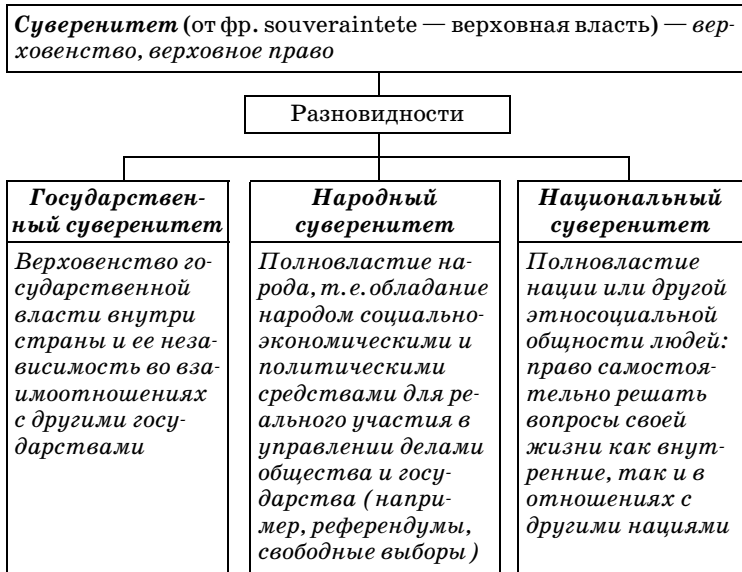 Суверенитет (от фр. souveraintete — верховная власть) — вер-
ховенство, верховное право
Разновидности
Государствен-
ный суверенитет
Верховенство го-
сударственной
власти внутри
страны и ее неза-
висимость во вза-
имоотношениях
с другими госу-
дарствами
Народный
суверенитет
Полновластие на-
рода, т. е. обладание
народом социально-
экономическими и
политическими
средствами для ре-
ального участия в
управлении делами
общества и госу-
дарства (напри-
мер, референдумы,
свободные выборы)
Национальный
суверенитет
Полновластие
нации или другой
этносоциальной
общности людей:
право самостоя-
тельно решать
вопросы своей
жизни как внут-
ренние, так и в
отношениях с
другими нациями